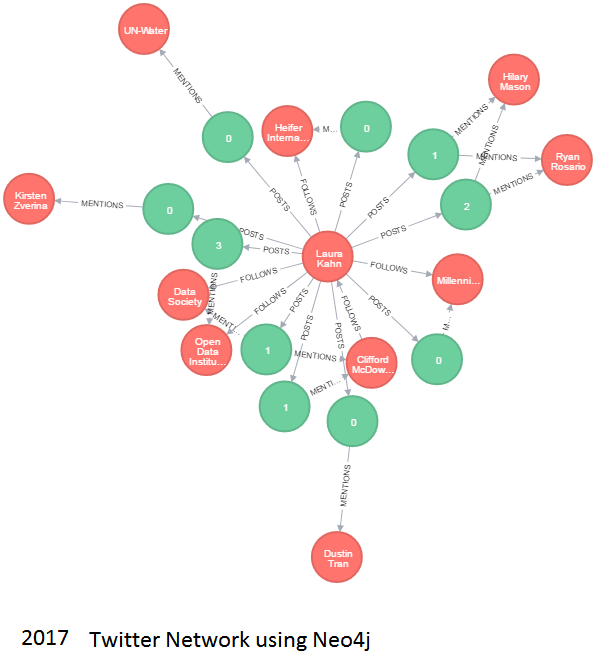 UN-Water
MENTIONS
0
Heifer
Interna...
M...
0
Hilary
Mason
MENTIONS
1
MENTIONS
MENTIONS
Ryan
Rosario
MENTIONS
2
Kirsten
Zverina
MENTIONS
0
POSTS
FOLLOWS
POSTS
POSTS
POSTS
POSTS
3
POSTS
Laura
Kahn
FOLLOWS
Millenni...
Data
Society
FOLLOWS
MENTIONS
FOLLOWS
POSTS
POSTS
POSTS
FOLLOWS
POSTS
M...
MENTI...
Open
Data
Institu...
1
MENTIONS
Clifford
McDow...
0
1
MENTI...
0
MENTIONS
Dustin
Tran
2017 Twitter Network using Neo4j